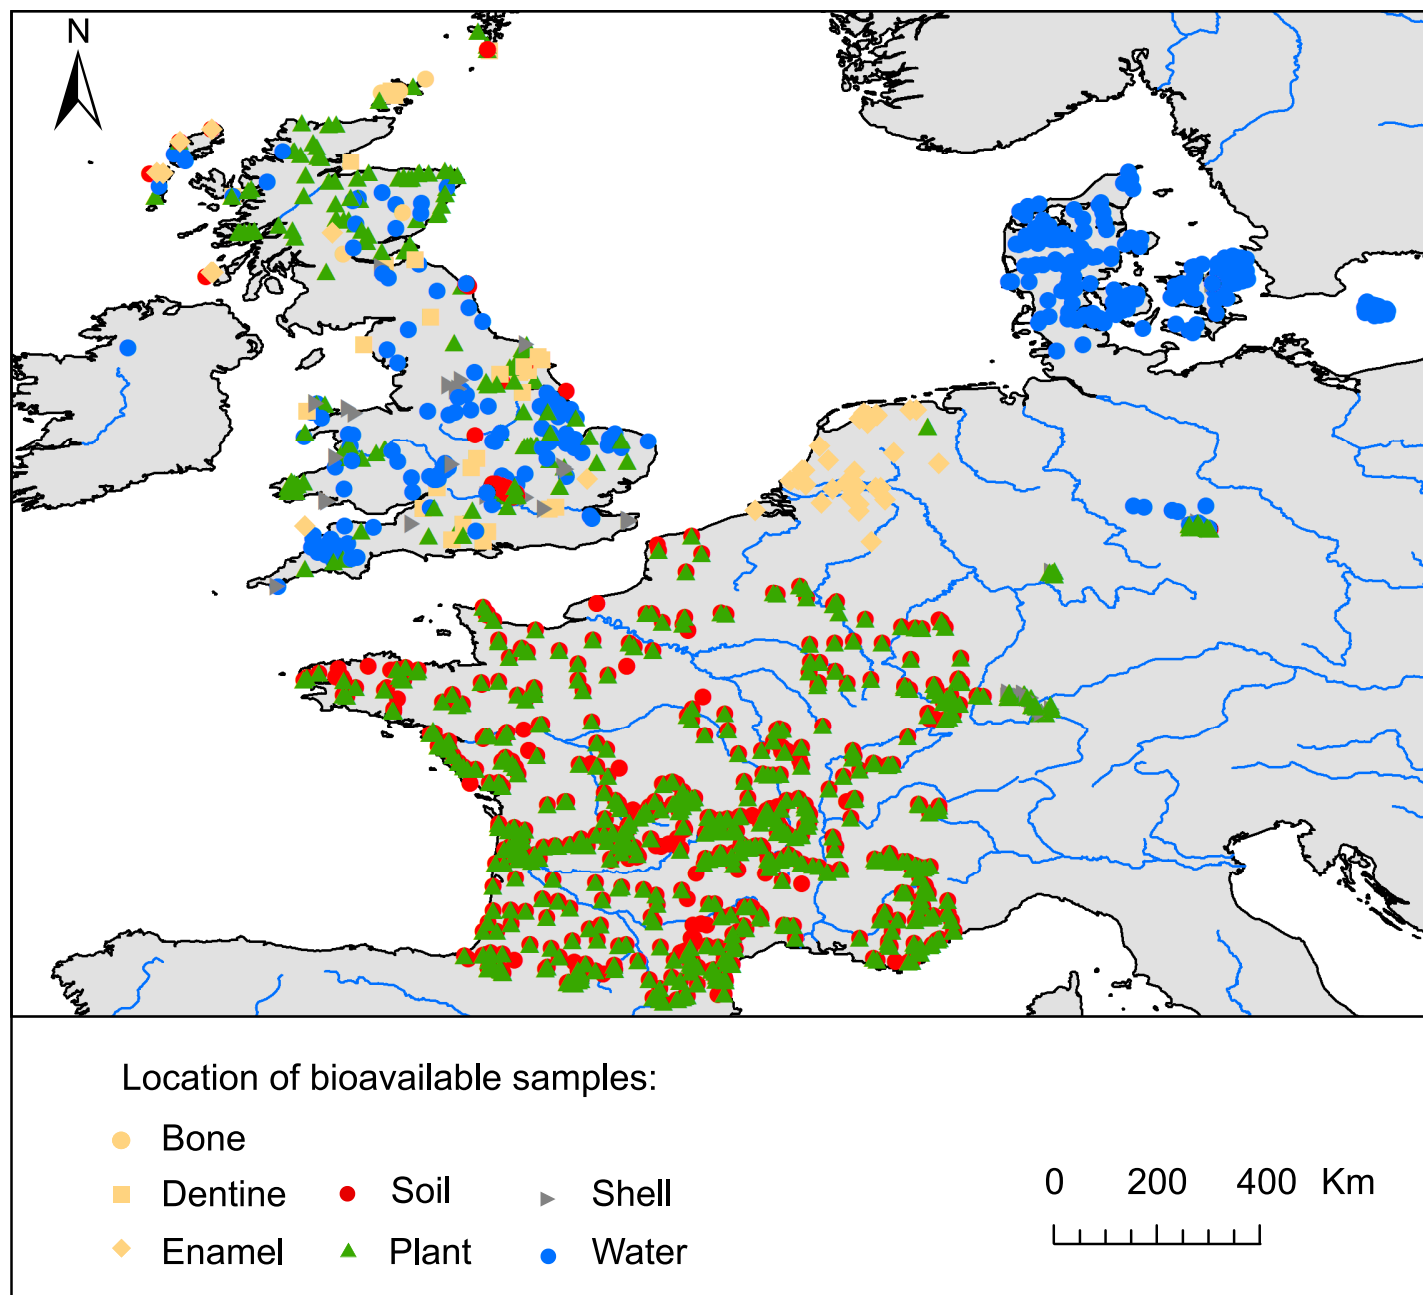 N
Location of bioavailable samples:
Bone
Dentine Soil Shell
Enamel Plant Water
0 200 400 Km